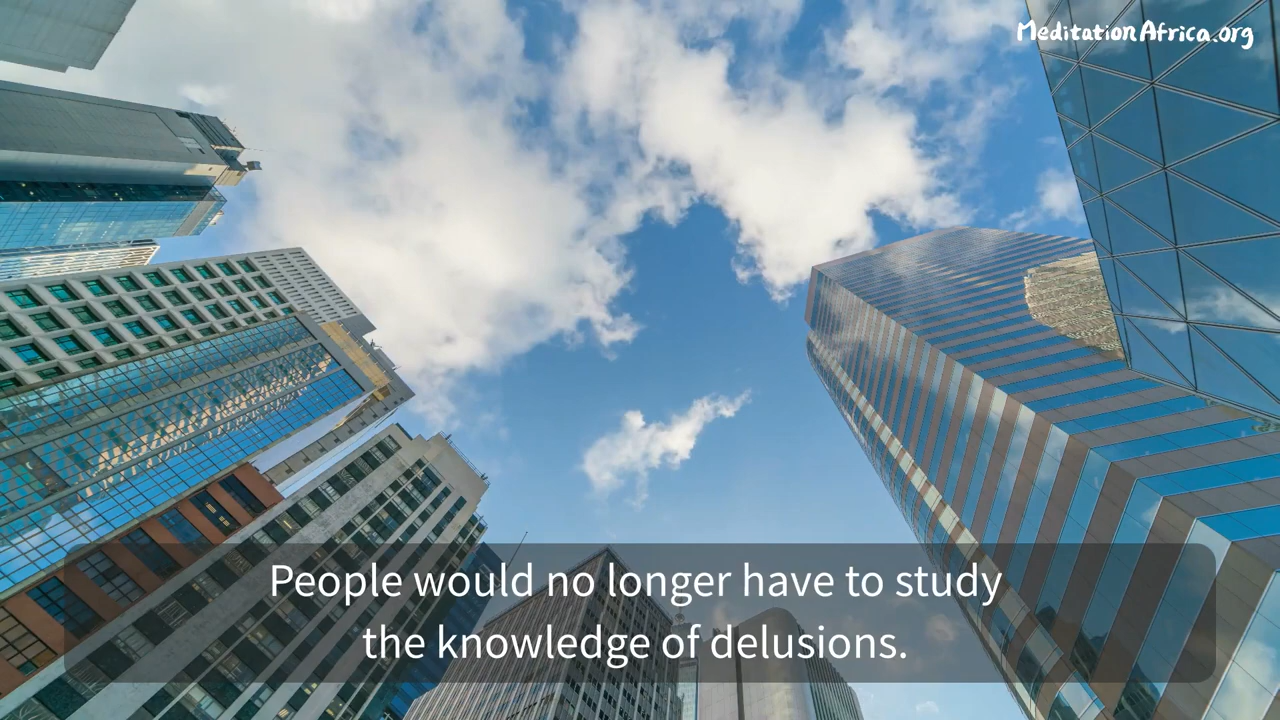 MeditationAfrica.org
People would no longer have to study
the knowledge of delusions.